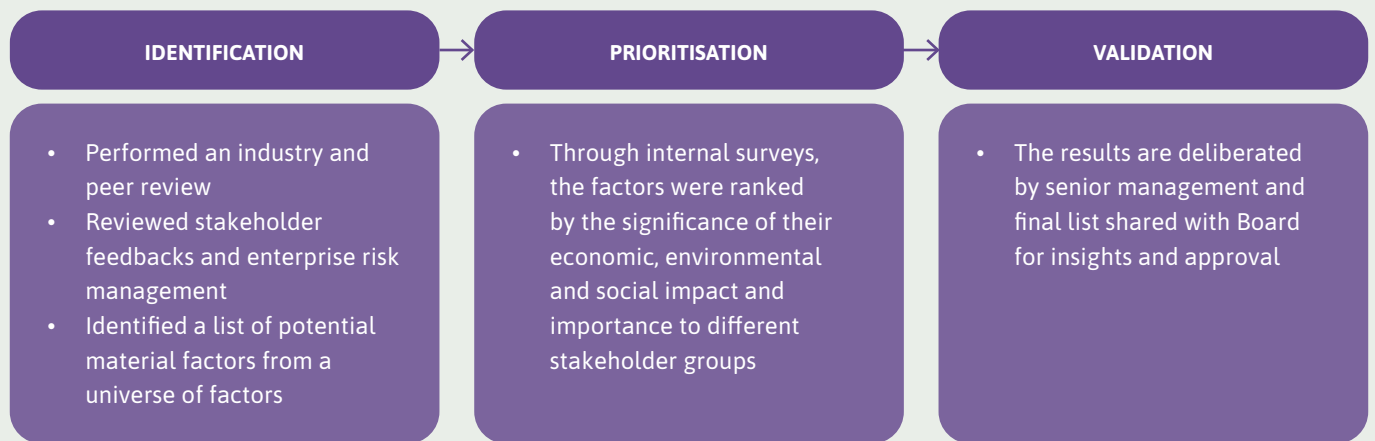 IDENTIFICATION
PRIORITISATION
VALIDATION
• Performed an industry and
peer review
• Reviewed stakeholder
feedbacks and enterprise risk
management
• Identified a list of potential
material factors from a
universe of factors
• Through internal surveys,
the factors were ranked
by the significance of their
economic, environmental
and social impact and
importance to different
stakeholder groups
• The results are deliberated
by senior management and
final list shared with Board
for insights and approval